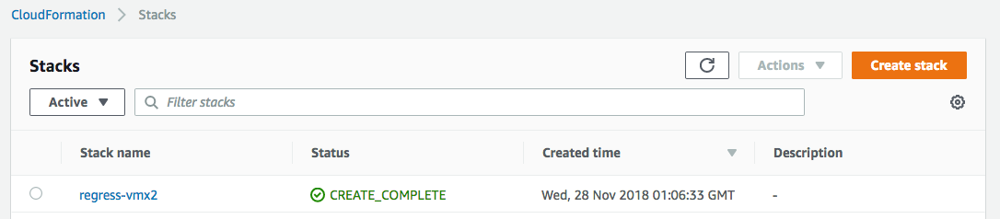 CloudFormation > Stacks
Stacks
Actions
Create stack
Active
Filter stacks
Stack name Status Created time Description
regress-vmx2 CREATE_COMPLETE Wed, 28 Nov 2018 01:06:33 GMT -